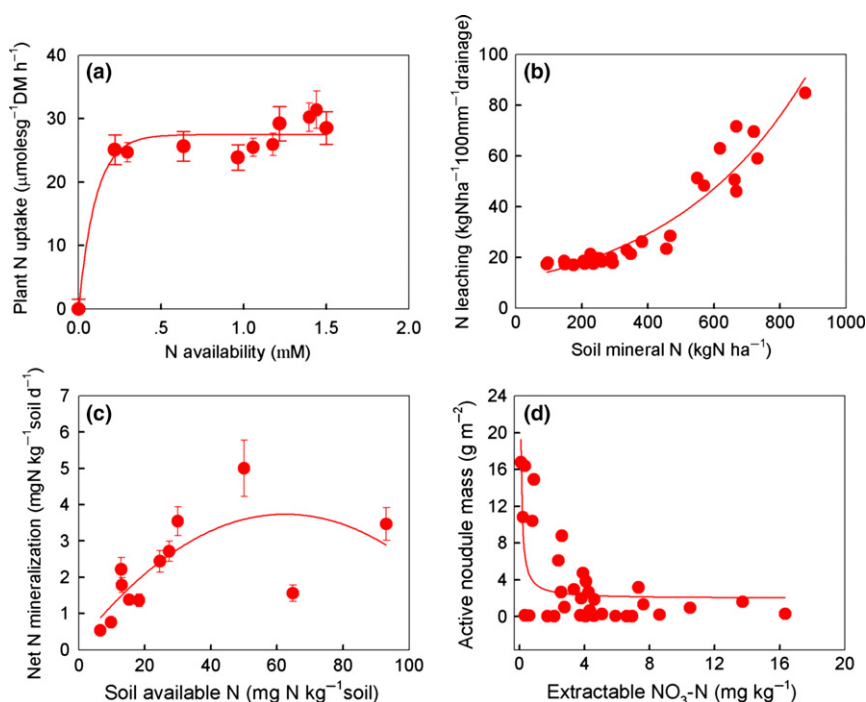 (a)
Plant N uptake (μmolesg⁻¹DM h⁻¹)
40
30
20
10
0
0.0 .5 1.0 1.5 2.0
N availability (mM)
(b)
N leaching (kgNha⁻¹100mm⁻¹drainage)
100
80
60
40
20
0
0 200 400 600 800 1000
Soil mineral N (kgN ha⁻¹)
(c)
Net N mineralization (mgN kg⁻¹soil d⁻¹)
7
6
5
4
3
2
1
0
0 20 40 60 80 100
Soil available N (mg N kg⁻¹soil)
(d)
Active noudule mass (g m⁻²)
24
20
16
12
8
4
0
0 4 8 12 16 20
Extractable NO₃-N (mg kg⁻¹)